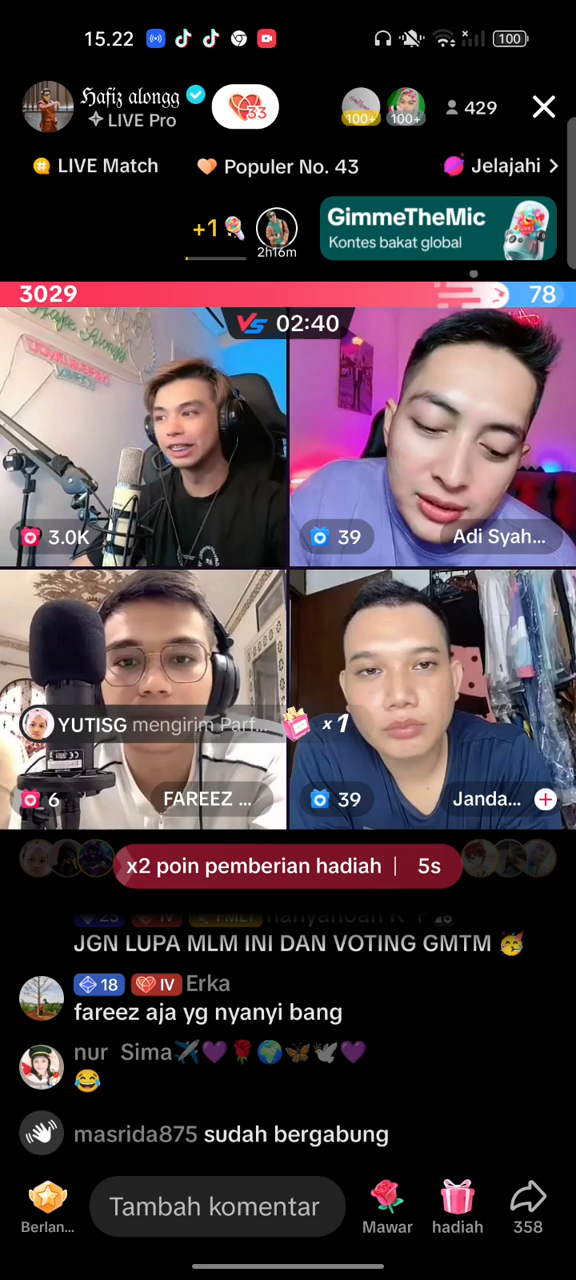 15.22
100
Hafiz alongg
LIVE Pro
33
100+
100+
429
LIVE Match
Populer No. 43
Jelajahi >
+1
2h16m
GimmeTheMic
Kontes bakat global
3029
78
VS 02:40
3.0K
39
Adi Syah...
YUTISG mengirim Parf...
x1
6
FAREEZ ...
39
Janda...
x2 poin pemberian hadiah | 5s
JGN LUPA MLM INI DAN VOTING GMTM 🥳
18 IV Erka
fareez aja yg nyanyi bang
nur Sima✈️💜🌹🌍🦋🕊️💜
😂
masrida875 sudah bergabung
Berlan...
Tambah komentar
Mawar
hadiah
358